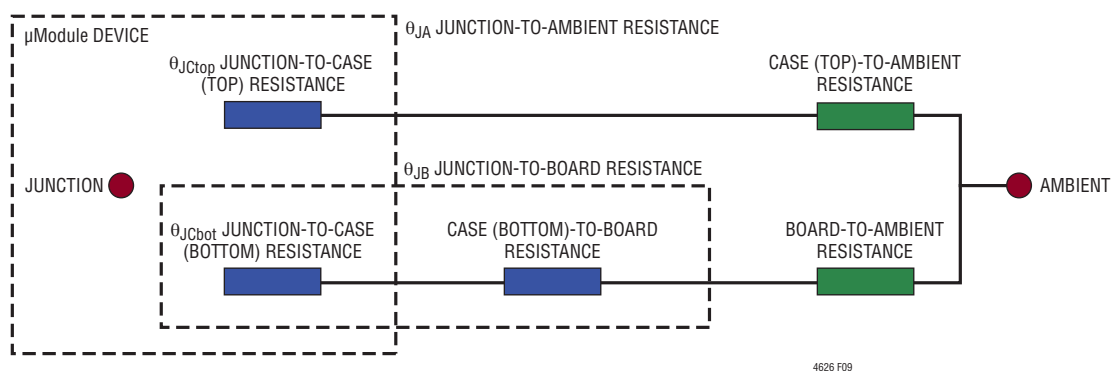 µModule DEVICE
θJA JUNCTION-TO-AMBIENT RESISTANCE
θJCtop JUNCTION-TO-CASE
(TOP) RESISTANCE
CASE (TOP)-TO-AMBIENT
RESISTANCE
JUNCTION
θJB JUNCTION-TO-BOARD RESISTANCE
AMBIENT
θJCbot JUNCTION-TO-CASE
(BOTTOM) RESISTANCE
CASE (BOTTOM)-TO-BOARD
RESISTANCE
BOARD-TO-AMBIENT
RESISTANCE
4626 F09